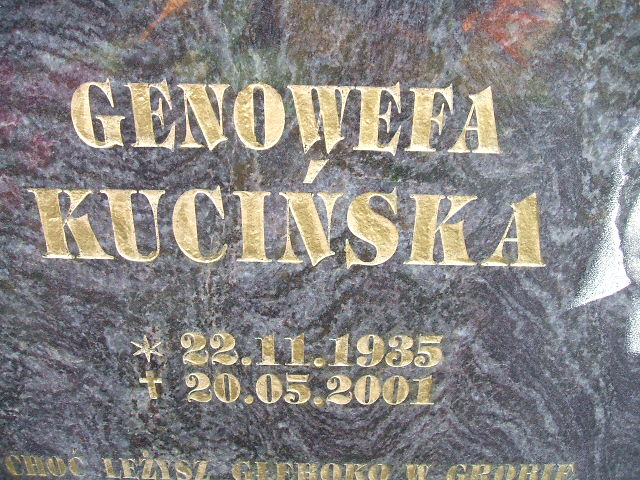 GENOWEFA
KUCIŃSKA
* 22.11.1935
✝ 20.05.2001
CHOĆ LEŻYSZ GŁĘBOKO W GROBIE